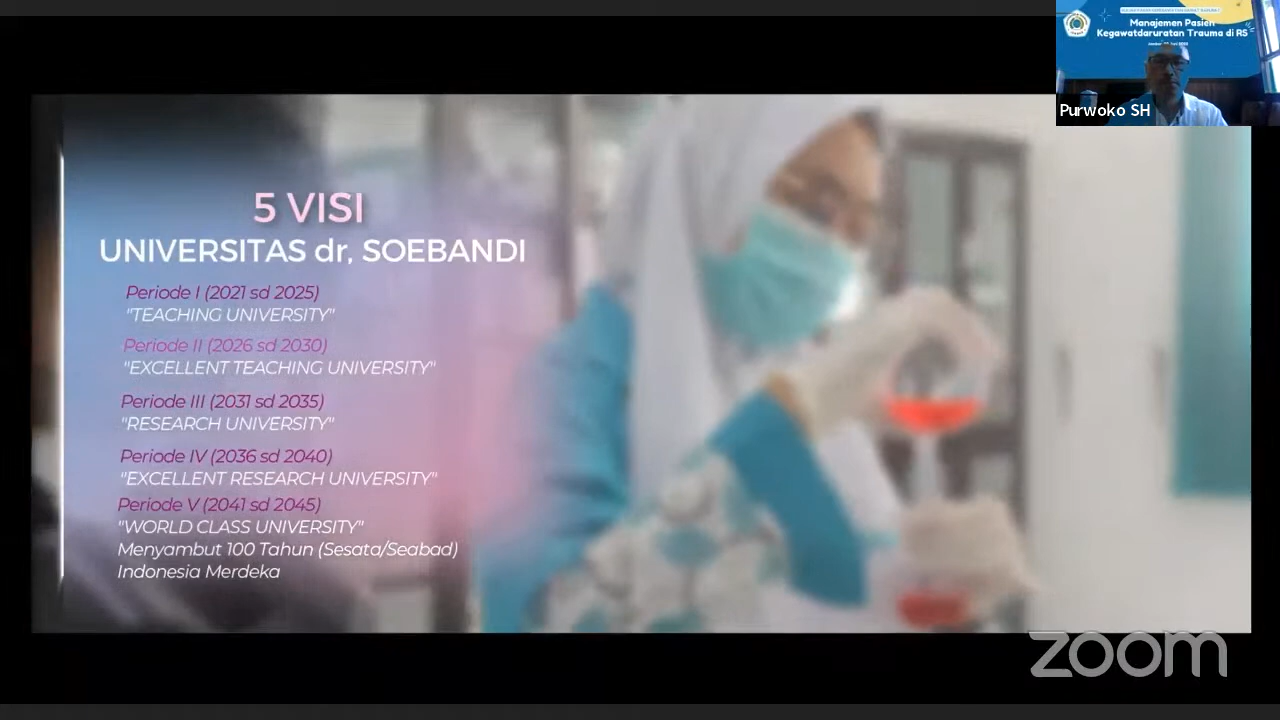 5 VISI
UNIVERSITAS dr, SOEBANDI
Periode I (2021 sd 2025)
"TEACHING UNIVERSITY"
Periode II (2026 sd 2030)
"EXCELLENT TEACHING UNIVERSITY"
Periode III (2031 sd 2035)
"RESEARCH UNIVERSITY"
Periode IV (2036 sd 2040)
"EXCELLENT RESEARCH UNIVERSITY"
Periode V (2041 sd 2045)
"WORLD CLASS UNIVERSITY"
Menyambut 100 Tahun (Sesata/Seabad)
Indonesia Merdeka
Manajemen Pasien
Kegawatdaruratan Trauma di RS
Purwoko SH
zoom